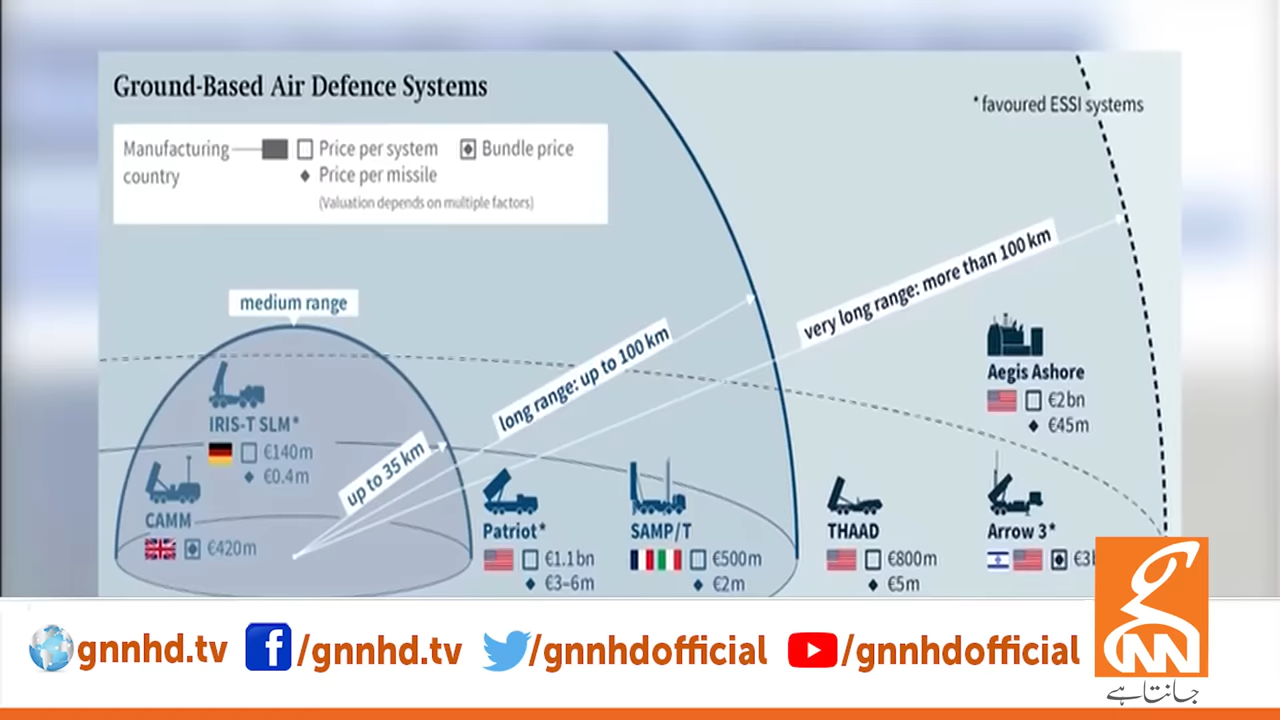 Ground-Based Air Defence Systems
* favoured ESSI systems
Manufacturing country
Price per system
Bundle price
Price per missile
(Valuation depends on multiple factors)
medium range
up to 35 km
long range: up to 100 km
very long range: more than 100 km
IRIS-T SLM*
€140m
€0.4m
CAMM
€420m
Patriot*
€1.1bn
€3–6m
SAMP/T
€500m
€2m
THAAD
€800m
€5m
Aegis Ashore
€2bn
€45m
Arrow 3*
€3
gnnhd.tv
/gnnhd.tv
/gnnhdofficial
/gnnhdofficial
GNN
جانتا ہے